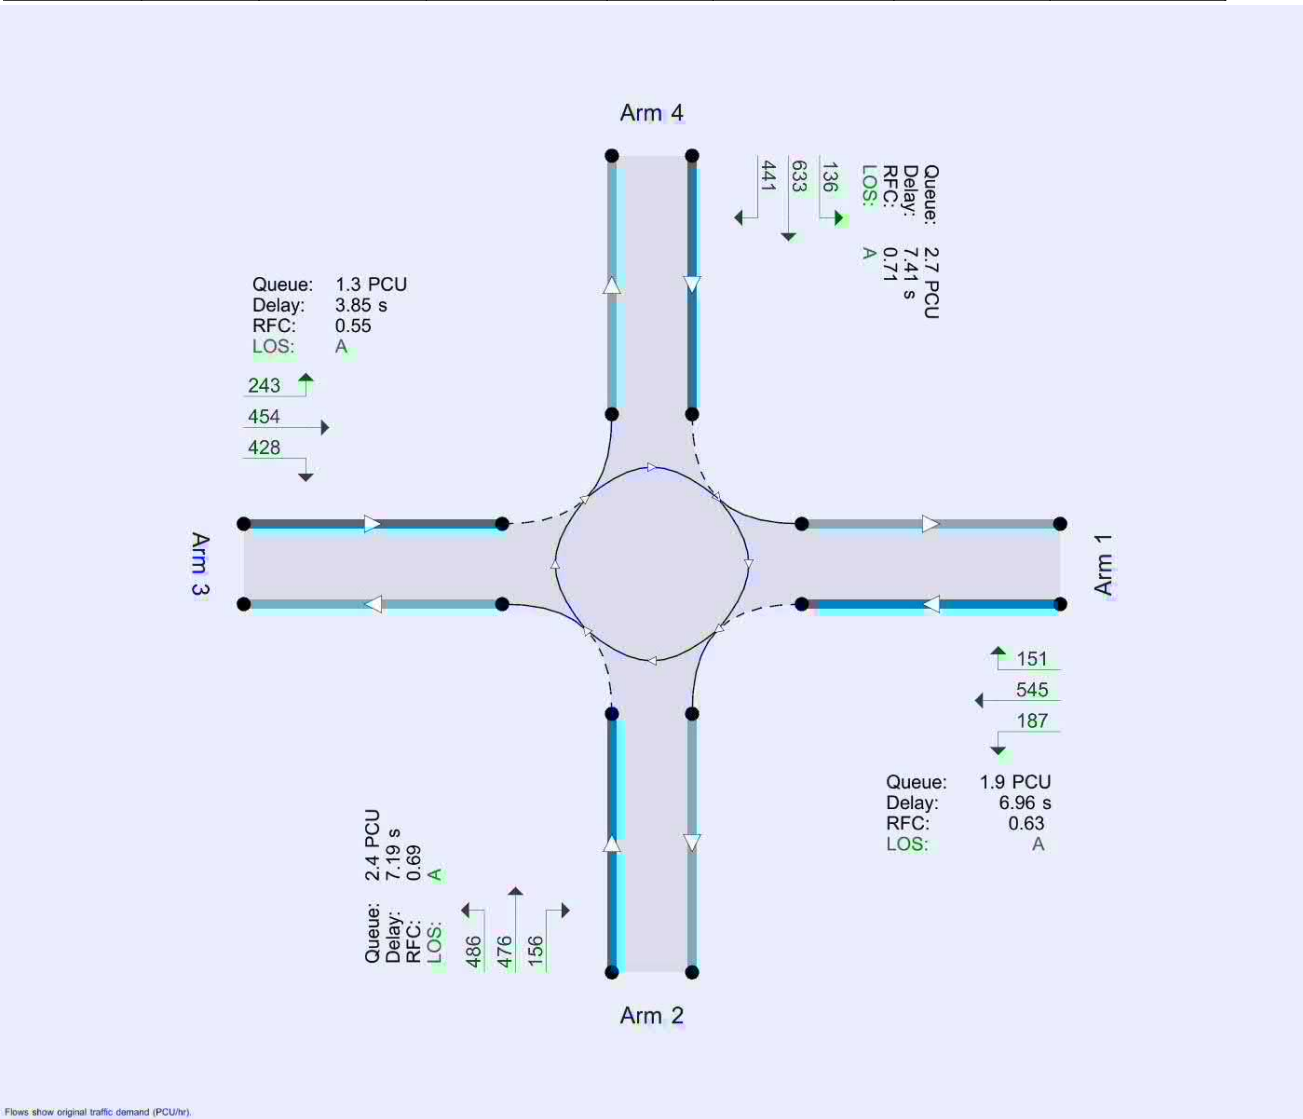 Arm 4
441
633
136
Queue: 2.7 PCU
Delay: 7.41 s
RFC: 0.71
LOS: A
Queue: 1.3 PCU
Delay: 3.85 s
RFC: 0.55
LOS: A
243
454
428
Arm 3
Arm 1
151
545
187
Queue: 1.9 PCU
Delay: 6.96 s
RFC: 0.63
LOS: A
Queue: 2.4 PCU
Delay: 7.19 s
RFC: 0.69
LOS: A
486
476
156
Arm 2
Flows show original traffic demand (PCU/hr).